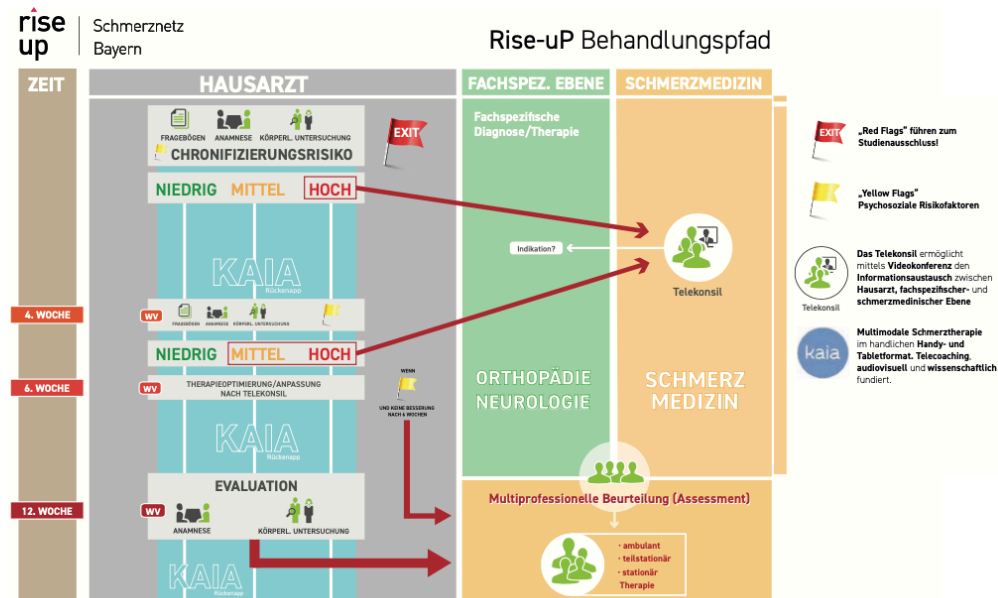 rise
up
Schmerznetz
Bayern
Rise-uP Behandlungspfad
ZEIT
HAUSARZT
FACHSPEZ. EBENE
SCHMERZMEDIZIN
FRAGEBÖGEN
ANAMNESE
KÖRPERL. UNTERSUCHUNG
CHRONIFIZIERUNGSRISIKO
EXIT
Fachspezifische
Diagnose/Therapie
NIEDRIG
MITTEL
HOCH
Indikation?
Telekonsil
KAIA
Rückenapp
4. WOCHE
WV
FRAGEBÖGEN
ANAMNESE
KÖRPERL. UNTERSUCHUNG
NIEDRIG
MITTEL
HOCH
6. WOCHE
WV
THERAPIEOPTIMIERUNG/ANPASSUNG
NACH TELEKONSIL
WENN
UND KEINE BESSERUNG
NACH 6 WOCHEN
ORTHOPÄDIE
NEUROLOGIE
SCHMERZ
MEDIZIN
KAIA
Rückenapp
EVALUATION
12. WOCHE
WV
ANAMNESE
KÖRPERL. UNTERSUCHUNG
KAIA
Rückenapp
Multiprofessionelle Beurteilung (Assessment)
· ambulant
· teilstationär
· stationär
Therapie
EXIT
„Red Flags“ führen zum
Studienausschluss!
„Yellow Flags“
Psychosoziale Risikofaktoren
Telekonsil
Das Telekonsil ermöglicht
mittels Videokonferenz den
Informationsaustausch zwischen
Hausarzt, fachspezifischer- und
schmerzmedinischer Ebene
kaia
Multimodale Schmerztherapie
im handlichen Handy- und
Tabletformat. Telecoaching,
audiovisuell und wissenschaftlich
fundiert.